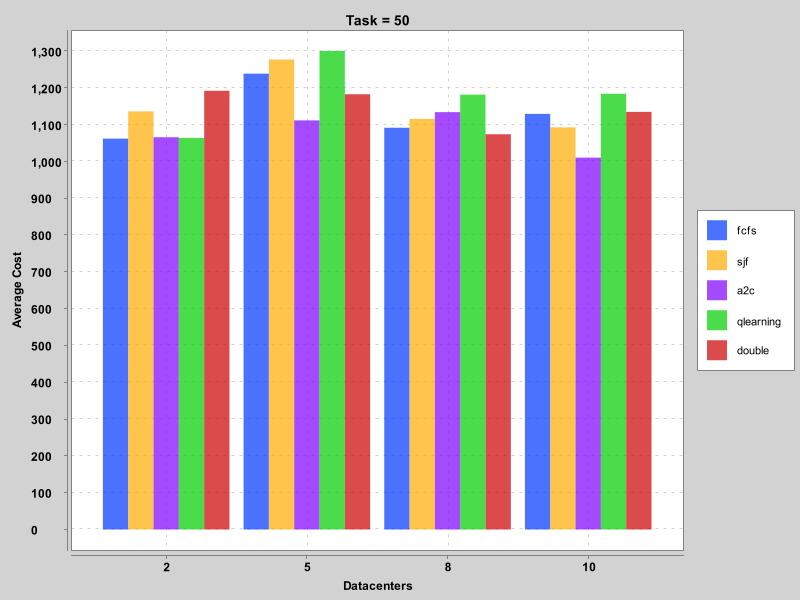 Task = 50
Average Cost
1,300
1,200
1,100
1,000
900
800
700
600
500
400
300
200
100
0
2 5 8 10
Datacenters
fcfs
sjf
a2c
qlearning
double